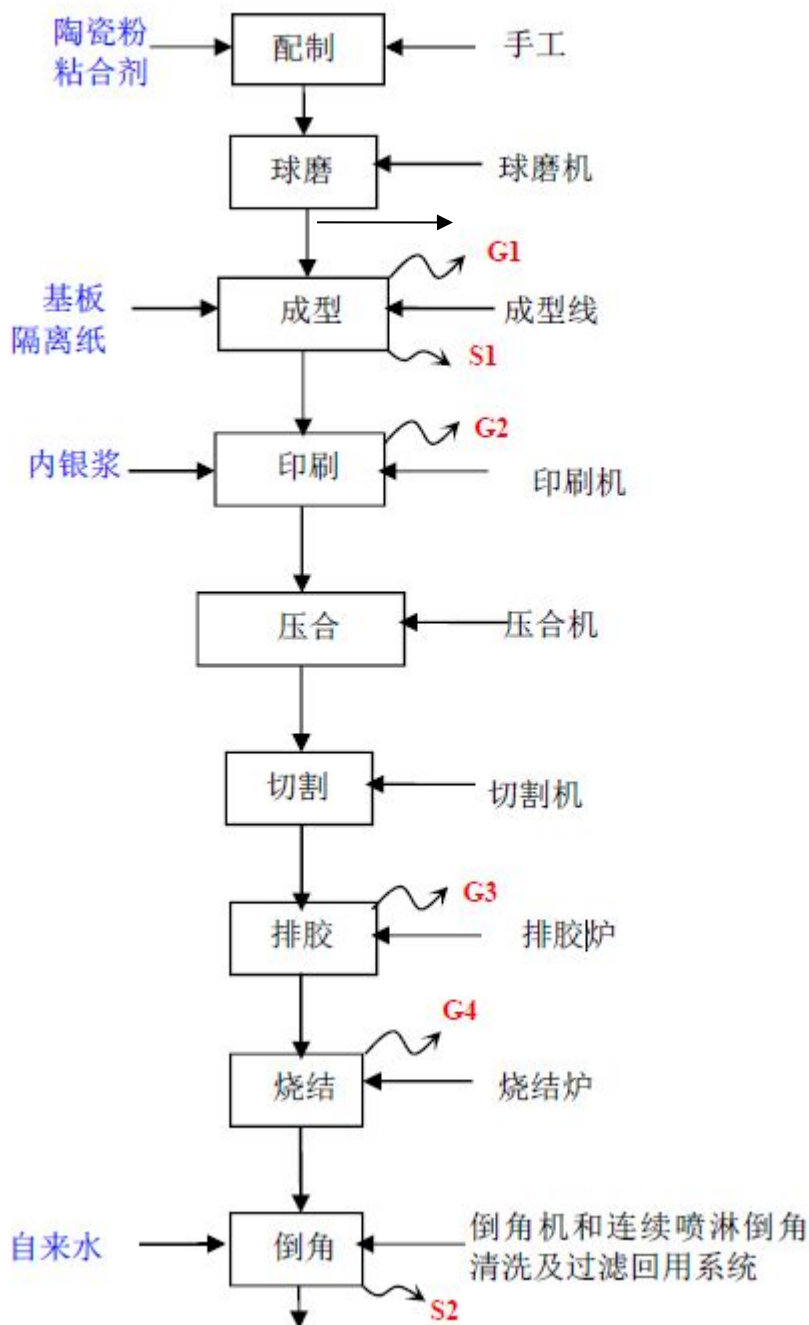 陶瓷粉
粘合剂
配制
手工
球磨
球磨机
G1
基板
隔离纸
成型
成型线
S1
G2
内银浆
印刷
印刷机
压合
压合机
切割
切割机
G3
排胶
排胶炉
G4
烧结
烧结炉
自来水
倒角
倒角机和连续喷淋倒角
清洗及过滤回用系统
S2